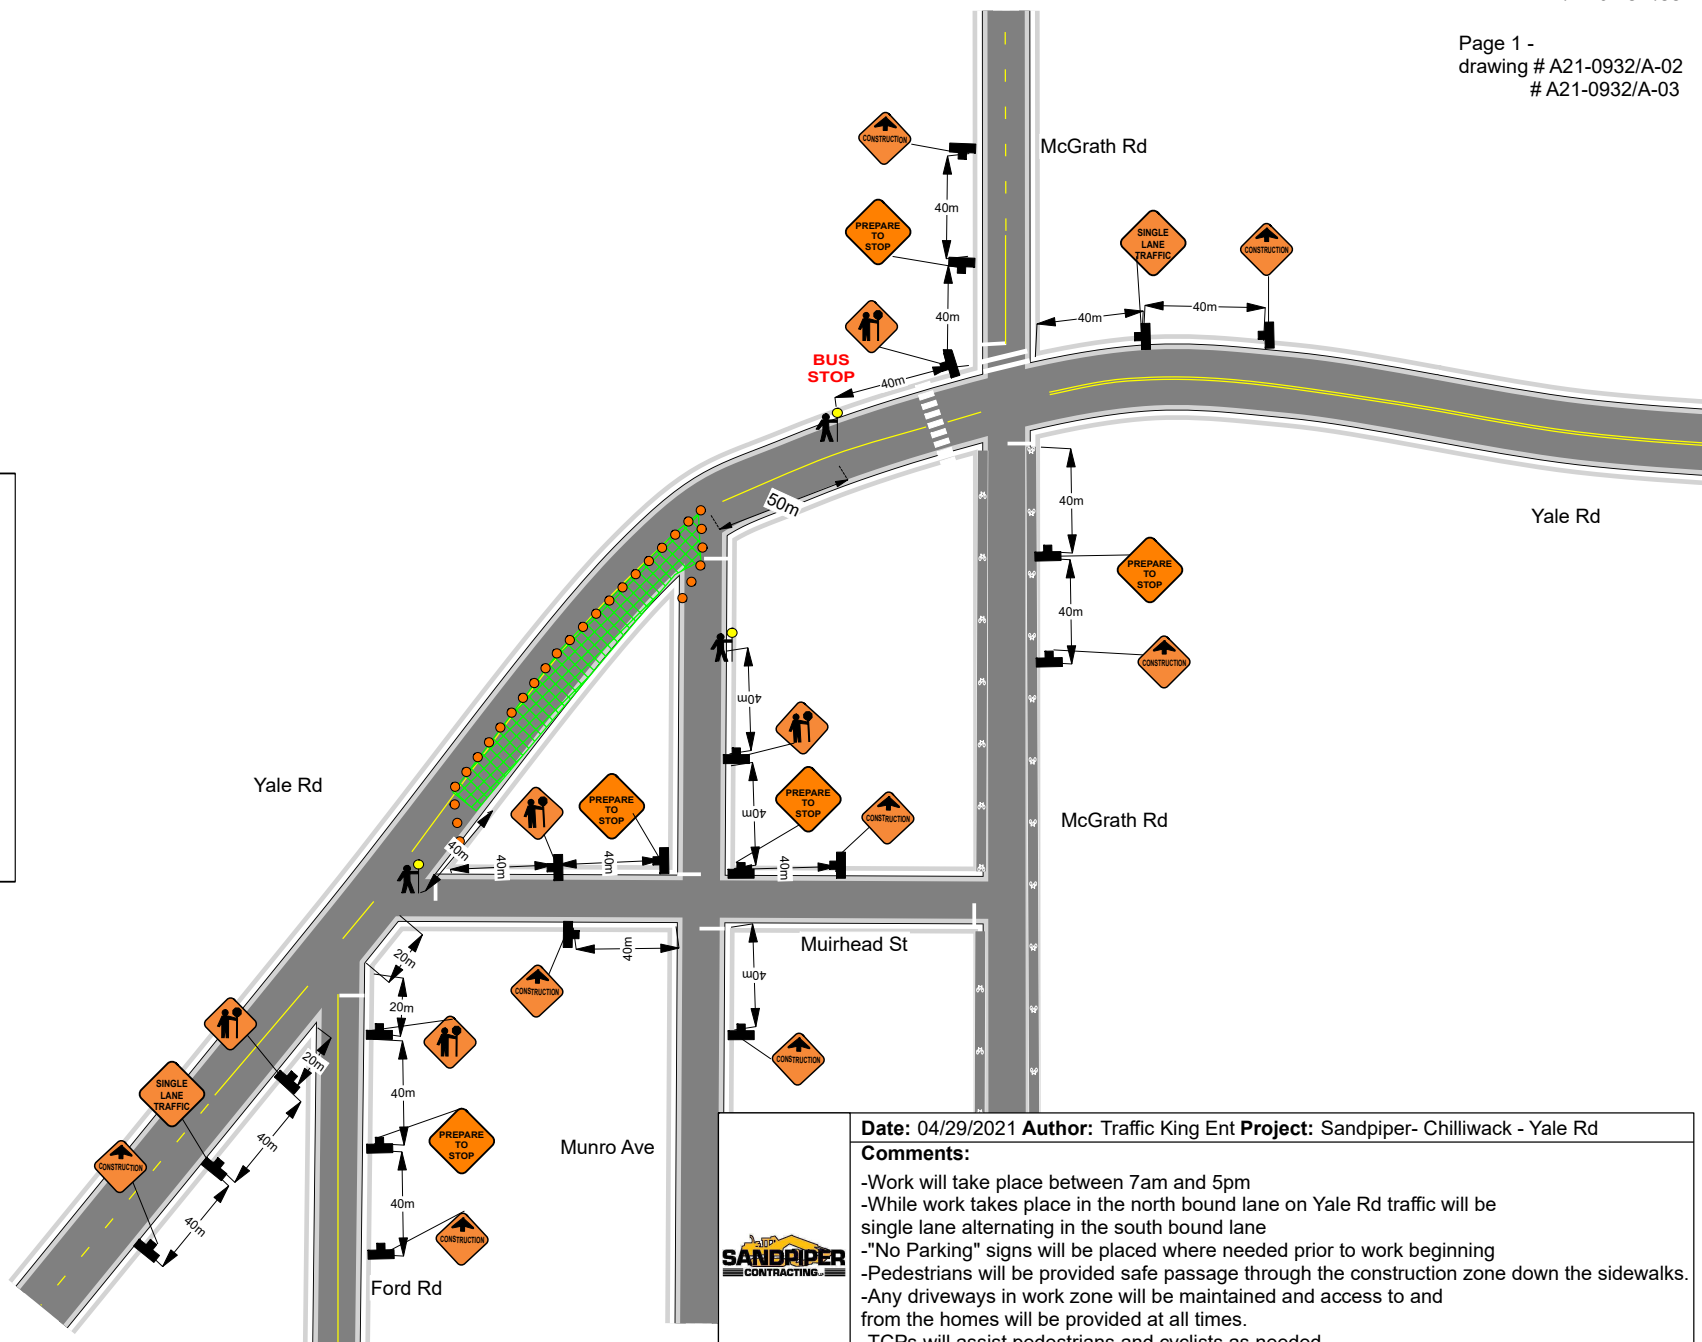 Page 1 -
drawing # A21-0932/A-02
# A21-0932/A-03
CONSTRUCTION
McGrath Rd
40m
PREPARE
TO
STOP
SINGLE
LANE
TRAFFIC
CONSTRUCTION
40m
40m
40m
BUS
STOP
40m
50m
40m
Yale Rd
PREPARE
TO
STOP
40m
CONSTRUCTION
40m
Yale Rd
PREPARE
TO
STOP
PREPARE
TO
STOP
CONSTRUCTION
40m
McGrath Rd
40m
40m
40m
40m
Muirhead St
20m
40m
40m
CONSTRUCTION
20m
CONSTRUCTION
20m
SINGLE
LANE
TRAFFIC
40m
PREPARE
TO
STOP
40m
Munro Ave
CONSTRUCTION
40m
40m
CONSTRUCTION
Ford Rd
SANDPIPER
CONTRACTING
Date: 04/29/2021 Author: Traffic King Ent Project: Sandpiper- Chilliwack - Yale Rd
Comments:
-Work will take place between 7am and 5pm
-While work takes place in the north bound lane on Yale Rd traffic will be
single lane alternating in the south bound lane
-"No Parking" signs will be placed where needed prior to work beginning
-Pedestrians will be provided safe passage through the construction zone down the sidewalks.
-Any driveways in work zone will be maintained and access to and
from the homes will be provided at all times.
-TCPs will assist pedestrians and cyclists as needed